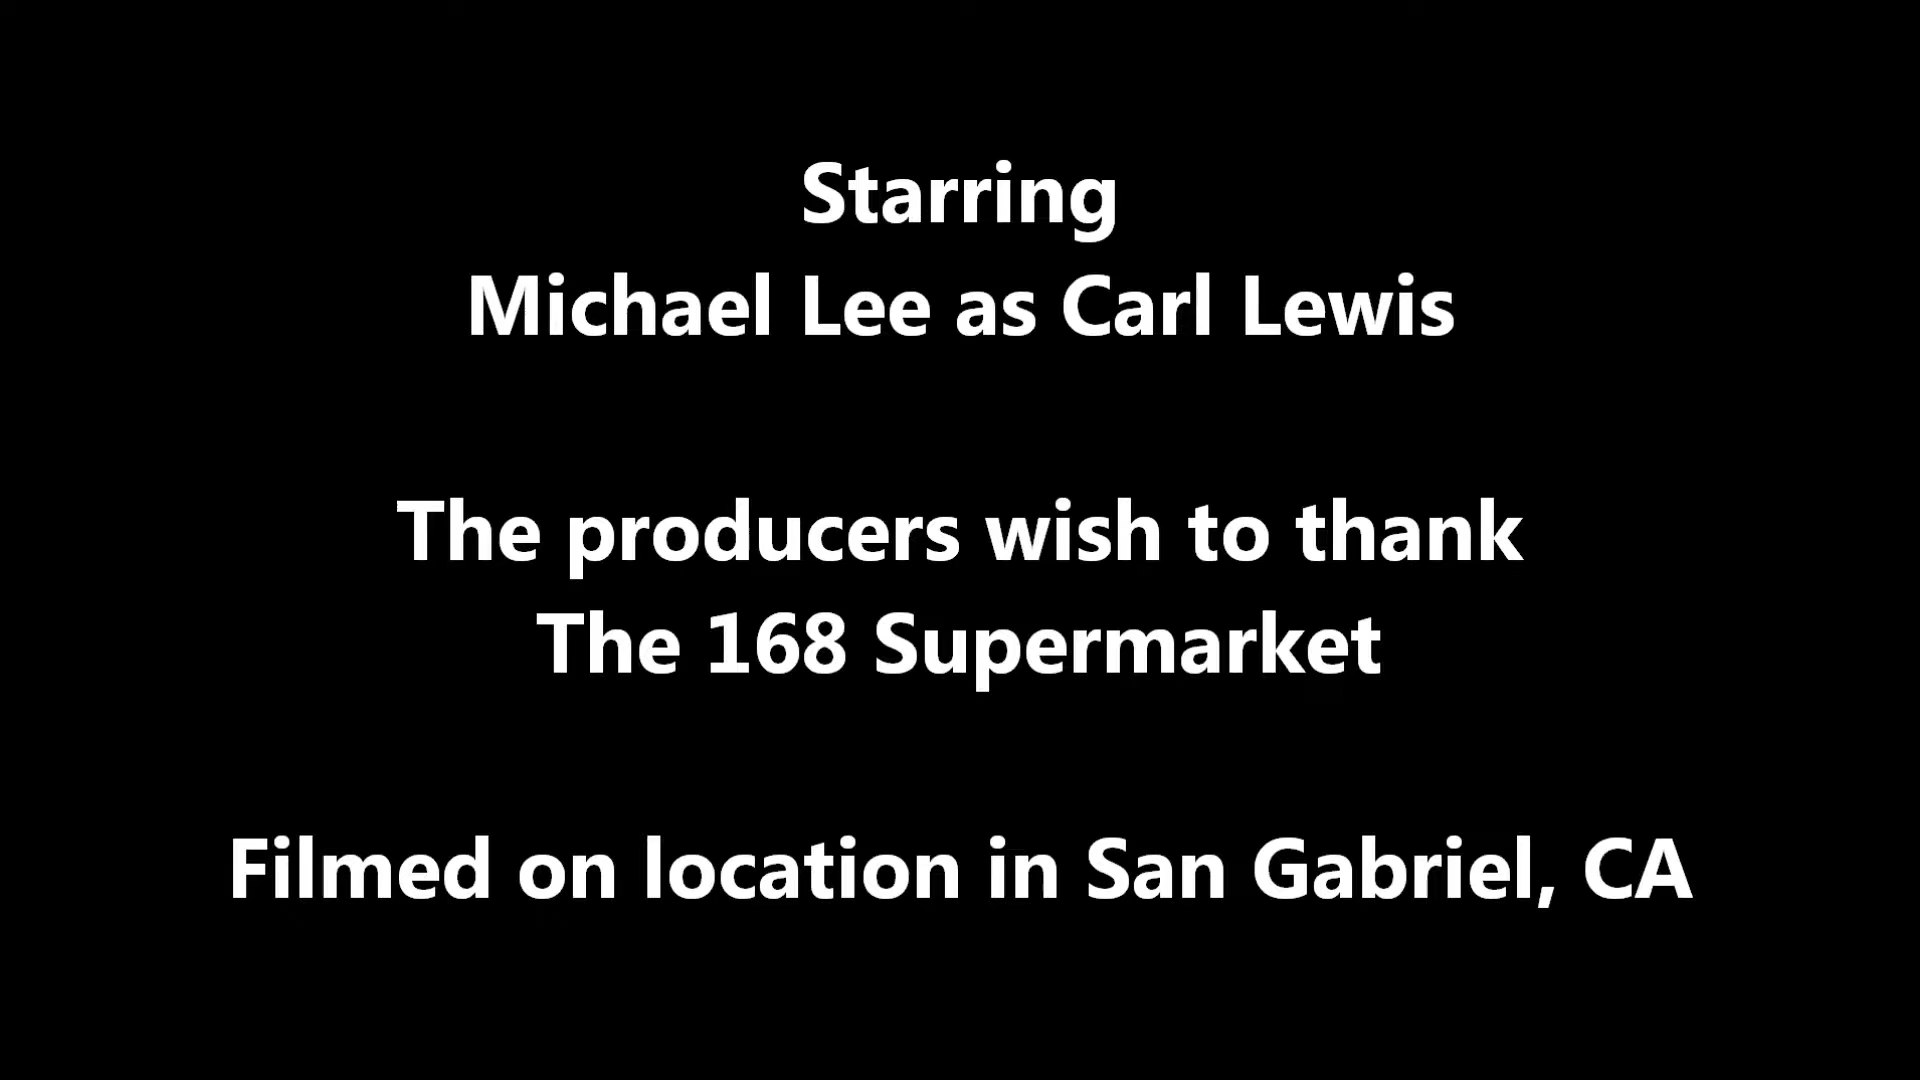 Starring
Michael Lee as Carl Lewis
The producers wish to thank
The 168 Supermarket
Filmed on location in San Gabriel, CA